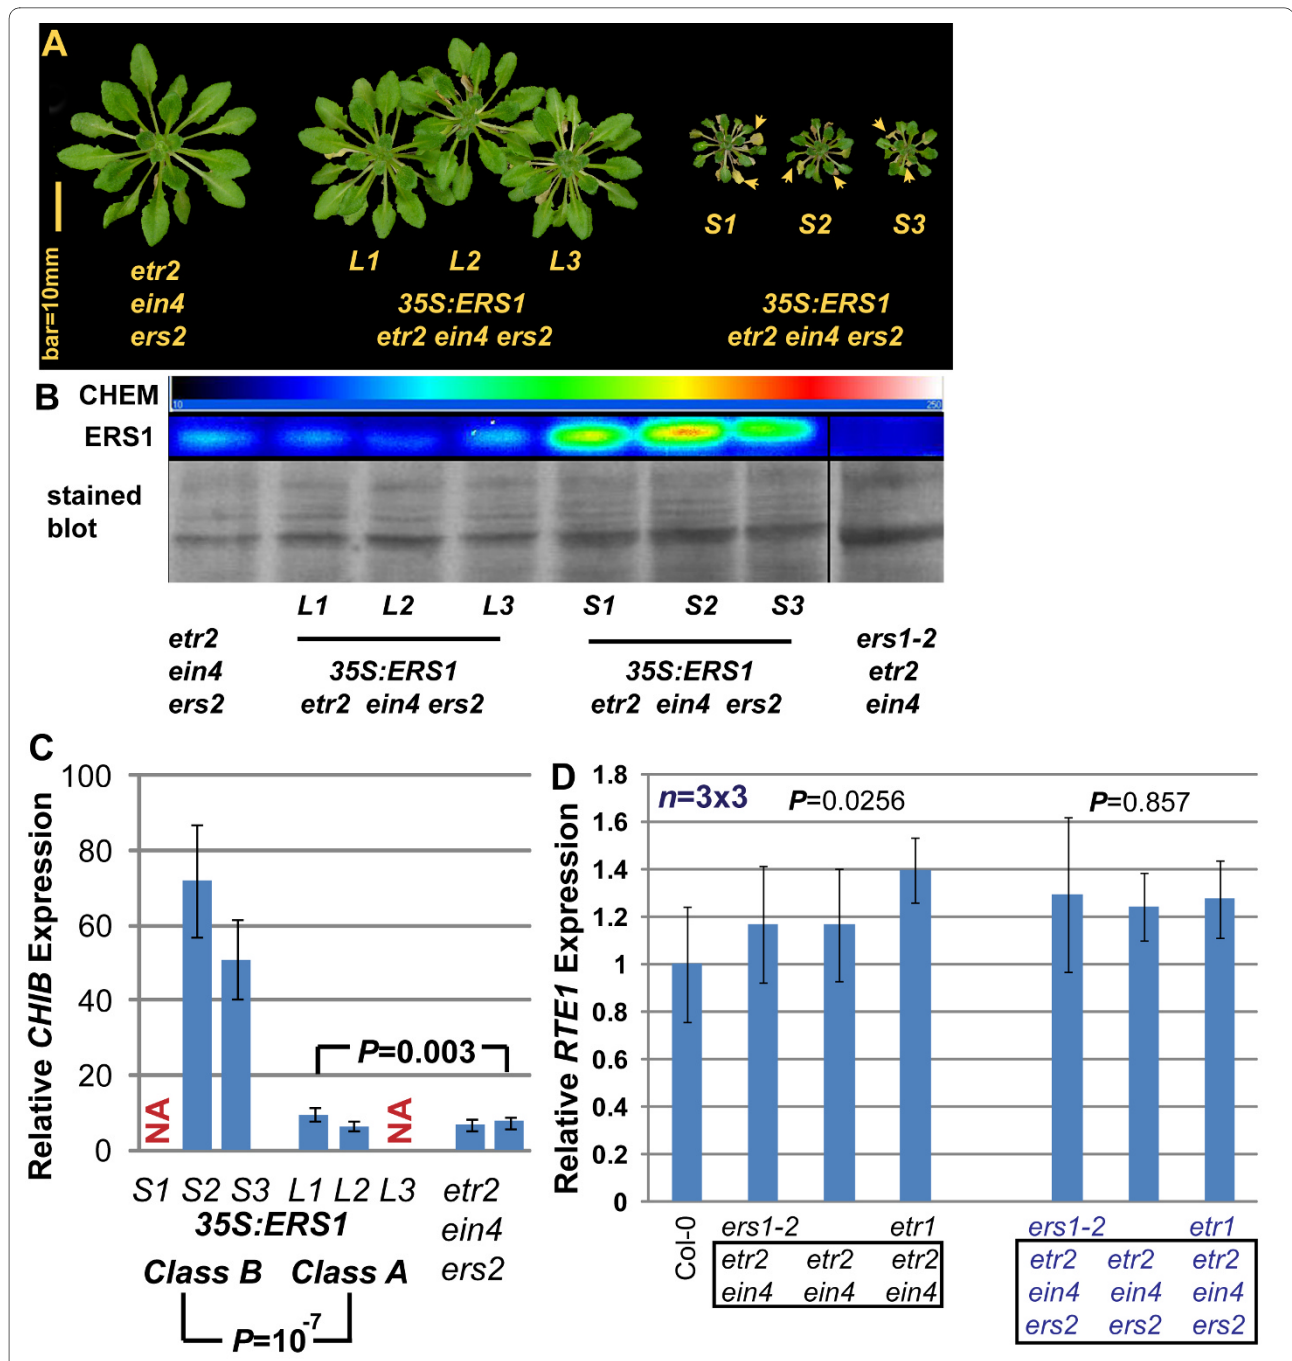 A
bar=10mm
etr2
ein4
ers2
L1 L2 L3
35S:ERS1
etr2 ein4 ers2
S1 S2 S3
35S:ERS1
etr2 ein4 ers2
B CHEM
10 250
ERS1
stained
blot
L1 L2 L3 S1 S2 S3
etr2
ein4
ers2
35S:ERS1
etr2 ein4 ers2
35S:ERS1
etr2 ein4 ers2
ers1-2
etr2
ein4
C
Relative CHIB Expression
100
80
60
40
20
0
NA
P=0.003
NA
S1 S2 S3 L1 L2 L3
35S:ERS1
etr2
ein4
ers2
Class B Class A
P=10-7
D
Relative RTE1 Expression
1.8
1.6
1.4
1.2
1
0.8
0.6
0.4
0.2
0
n=3x3 P=0.0256 P=0.857
Col-0
ers1-2 etr1
etr2 etr2 etr2
ein4 ein4 ein4
ers1-2 etr1
etr2 etr2 etr2
ein4 ein4 ein4
ers2 ers2 ers2